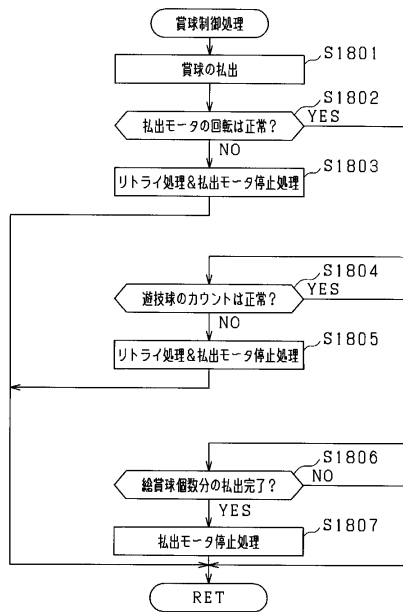 賞球制御処理
S1801
賞球の払出
S1802
払出モータの回転は正常?
YES
NO
S1803
リトライ処理&払出モータ停止処理
S1804
遊技球のカウントは正常?
YES
NO
S1805
リトライ処理&払出モータ停止処理
S1806
総賞球個数分の払出完了?
NO
YES
S1807
払出モータ停止処理
RET